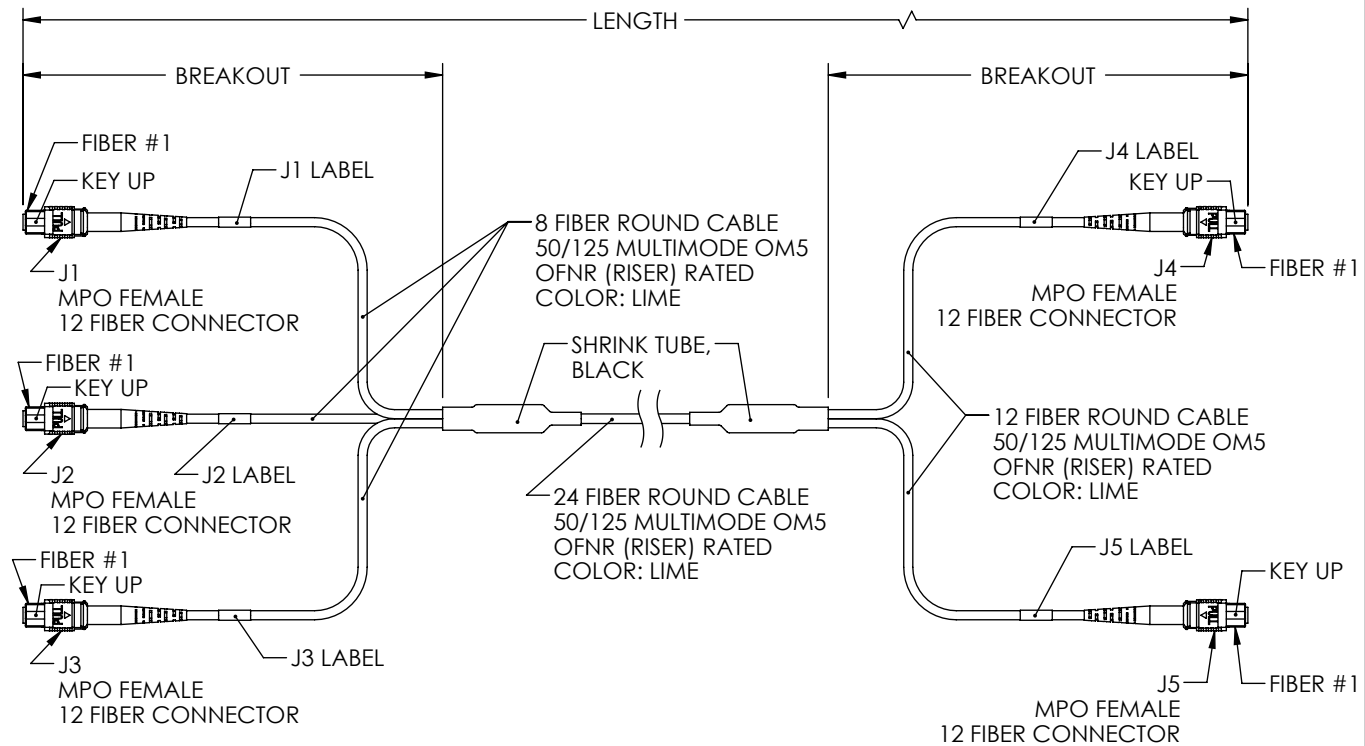 LENGTH
BREAKOUT
BREAKOUT
FIBER #1
KEY UP
J1 LABEL
PULL
J1
MPO FEMALE
12 FIBER CONNECTOR
8 FIBER ROUND CABLE
50/125 MULTIMODE OM5
OFNR (RISER) RATED
COLOR: LIME
J4 LABEL
KEY UP
PULL
J4
FIBER #1
MPO FEMALE
12 FIBER CONNECTOR
FIBER #1
KEY UP
PULL
J2
J2 LABEL
MPO FEMALE
12 FIBER CONNECTOR
SHRINK TUBE,
BLACK
24 FIBER ROUND CABLE
50/125 MULTIMODE OM5
OFNR (RISER) RATED
COLOR: LIME
12 FIBER ROUND CABLE
50/125 MULTIMODE OM5
OFNR (RISER) RATED
COLOR: LIME
FIBER #1
KEY UP
PULL
J3
J3 LABEL
MPO FEMALE
12 FIBER CONNECTOR
J5 LABEL
KEY UP
PULL
J5
FIBER #1
MPO FEMALE
12 FIBER CONNECTOR